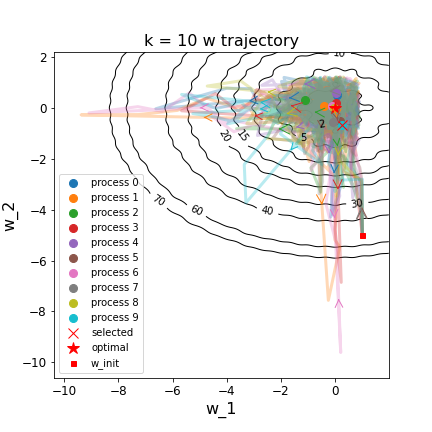 k = 10 w trajectory
2
0
−2
−4
−6
−8
−10
w_2
10
20
15
5
2
30
40
60
70
process 0
process 1
process 2
process 3
process 4
process 5
process 6
process 7
process 8
process 9
selected
optimal
w_init
−10
−8
−6
−4
−2
0
w_1